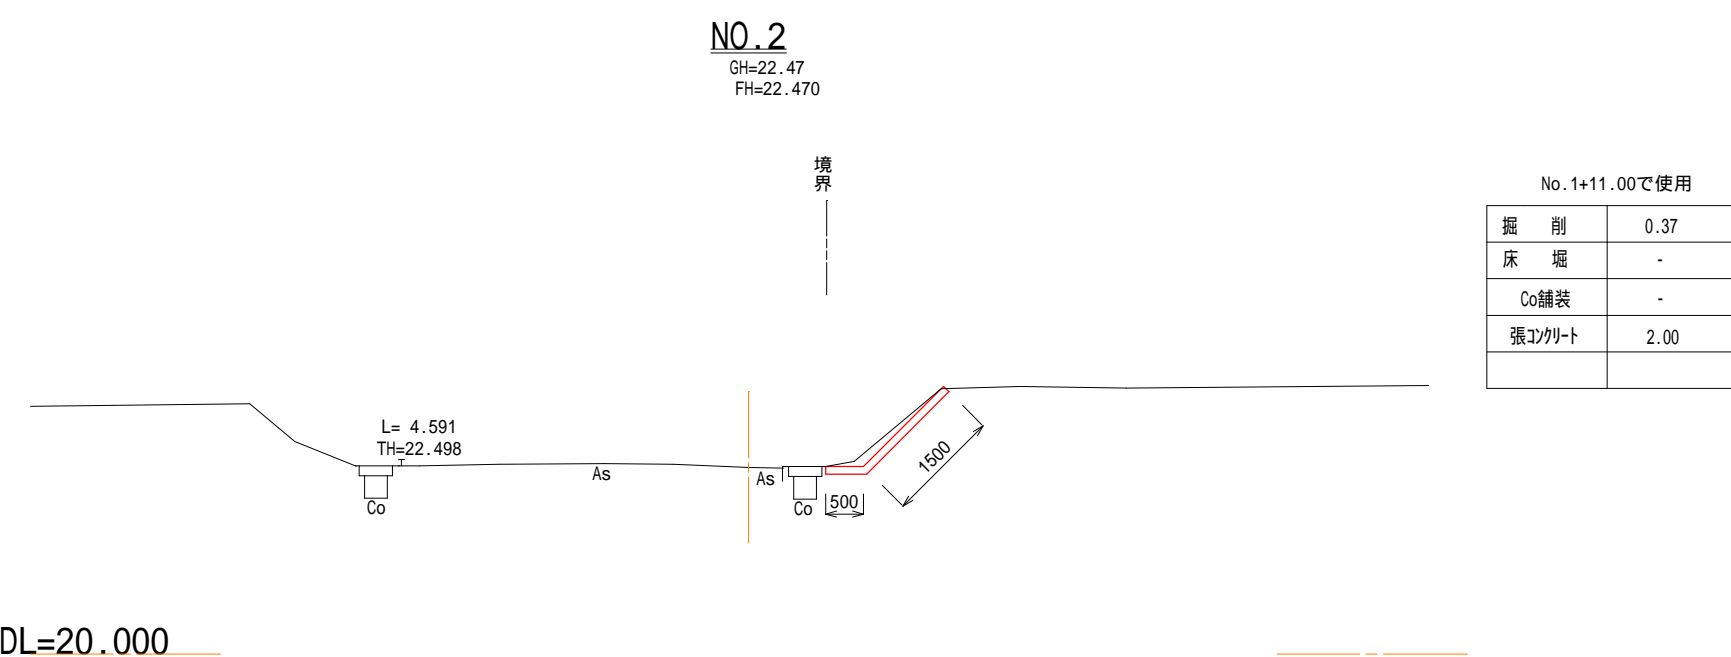 NO.2
GH=22.47
FH=22.470
境界
No.1+11.00で使用
掘 削 0.37
床 堀 -
Co舗装 -
張コンクリート 2.00
L= 4.591
TH=22.498
As
As
Co
Co
500
1500
DL=20.000